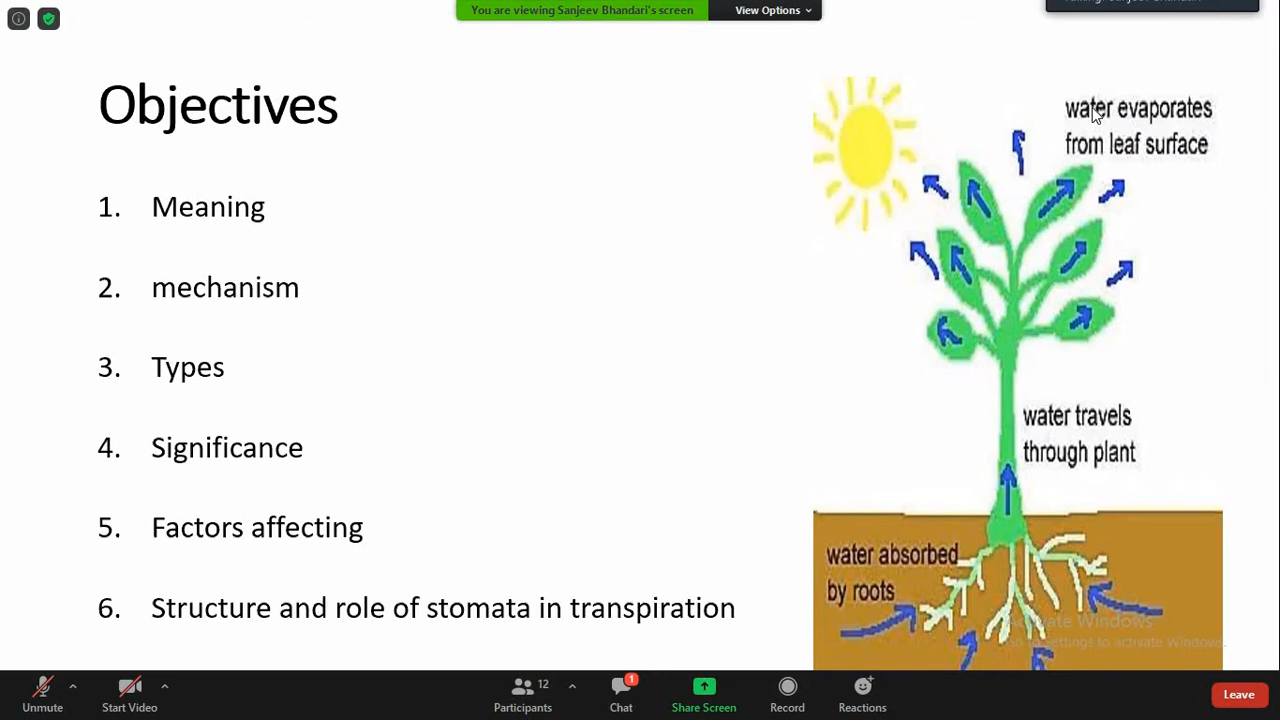 You are viewing Sanjeev Bhandari's screen
View Options
Objectives
1. Meaning
2. mechanism
3. Types
4. Significance
5. Factors affecting
6. Structure and role of stomata in transpiration
water evaporates
from leaf surface
water travels
through plant
water absorbed
by roots
Activate Windows
Go to Settings to activate Windows.
Unmute
Start Video
12
Participants
1
Chat
Share Screen
Record
Reactions
Leave